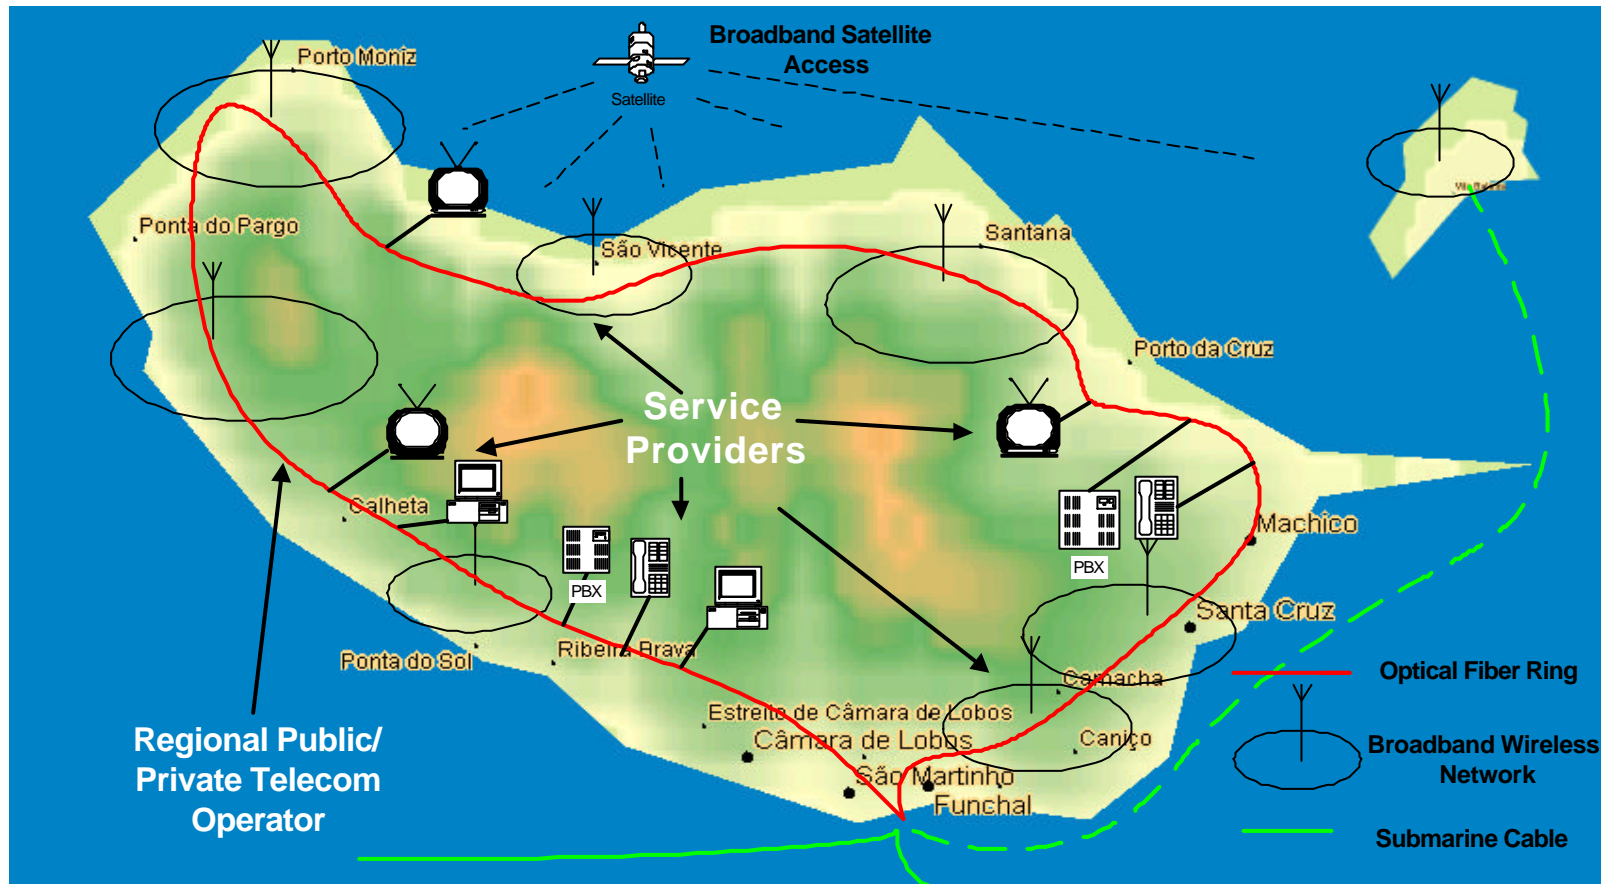 Broadband Satellite
Access
Porto Moniz
Satellite
Ponta do Pargo
São Vicente
Santana
Porto da Cruz
Service
Providers
Calheta
Machico
PBX
PBX
Santa Cruz
Ribeira Brava
Ponta do Sol
Camacha
Optical Fiber Ring
Estreito de Câmara de Lobos
Câmara de Lobos
Caniço
Regional Public/
Private Telecom
Operator
Broadband Wireless
Network
São Martinho
Funchal
Submarine Cable